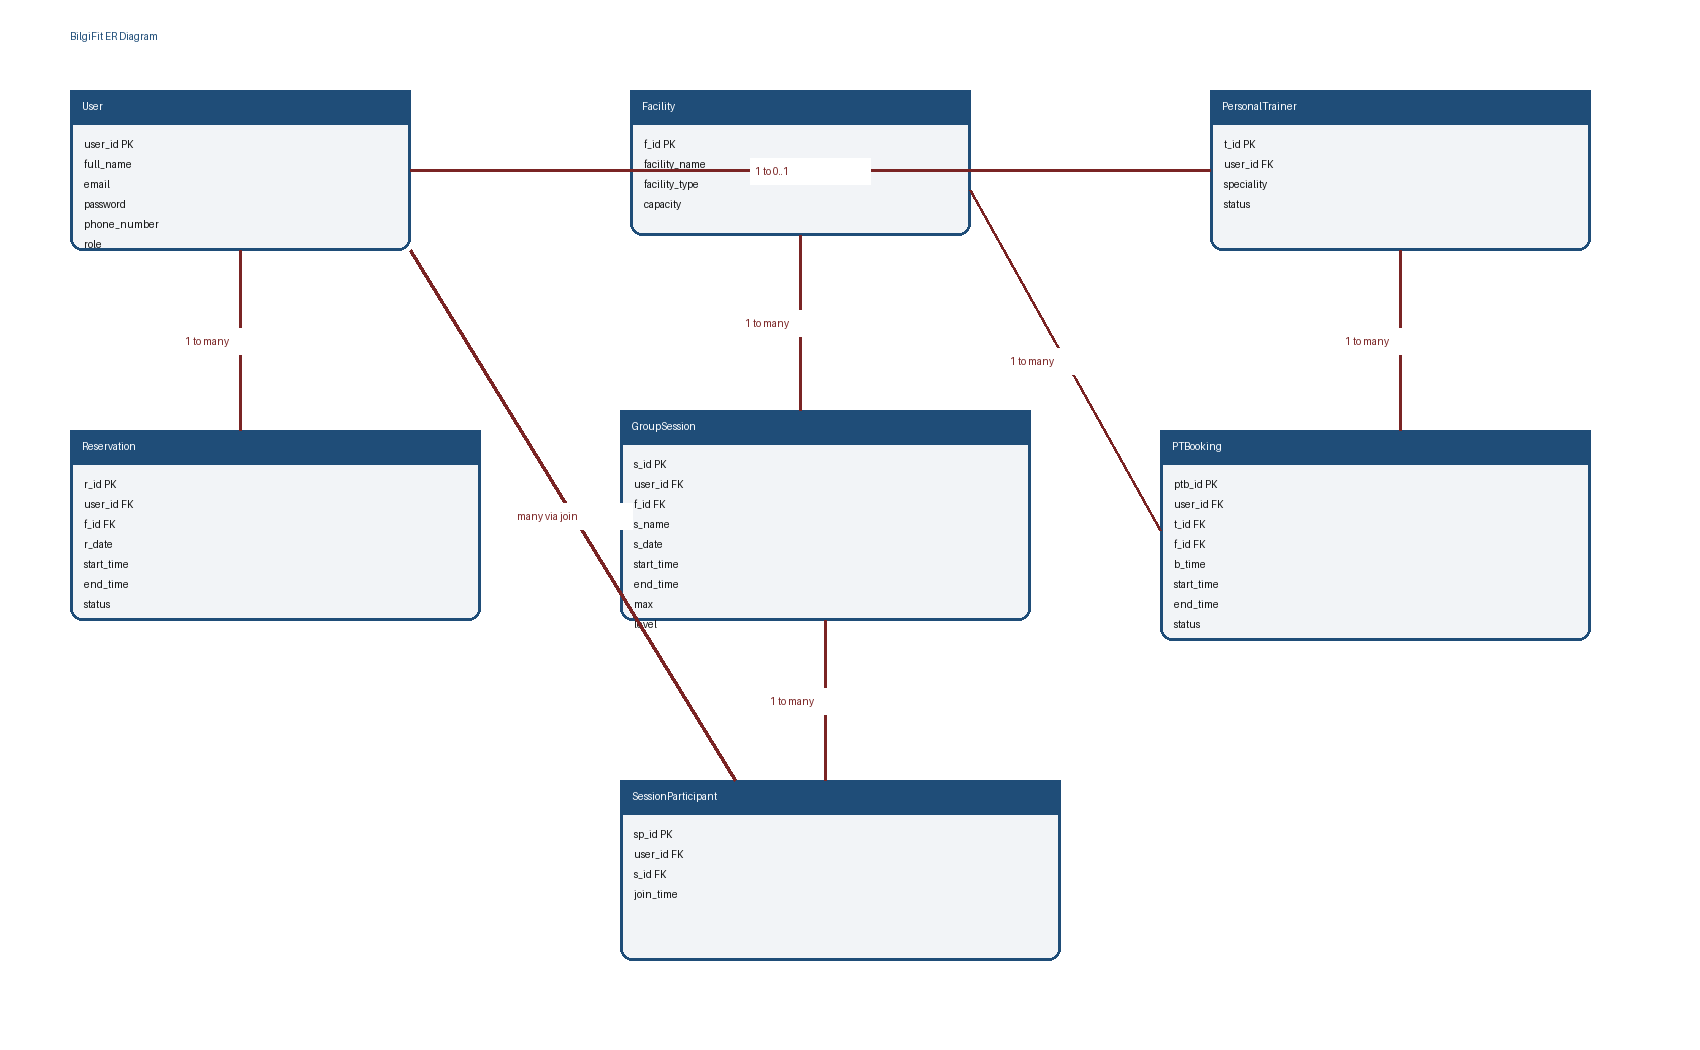 BilgiFit ER Diagram
User
user_id PK
full_name
email
password
phone_number
role
Facility
f_id PK
facility_name
facility_type
capacity
1 to 0..1
PersonalTrainer
t_id PK
user_id FK
speciality
status
1 to many
1 to many
1 to many
1 to many
Reservation
r_id PK
user_id FK
f_id FK
r_date
start_time
end_time
status
many via join
GroupSession
s_id PK
user_id FK
f_id FK
s_name
s_date
start_time
end_time
max
level
PTBooking
ptb_id PK
user_id FK
t_id FK
f_id FK
b_time
start_time
end_time
status
1 to many
SessionParticipant
sp_id PK
user_id FK
s_id FK
join_time